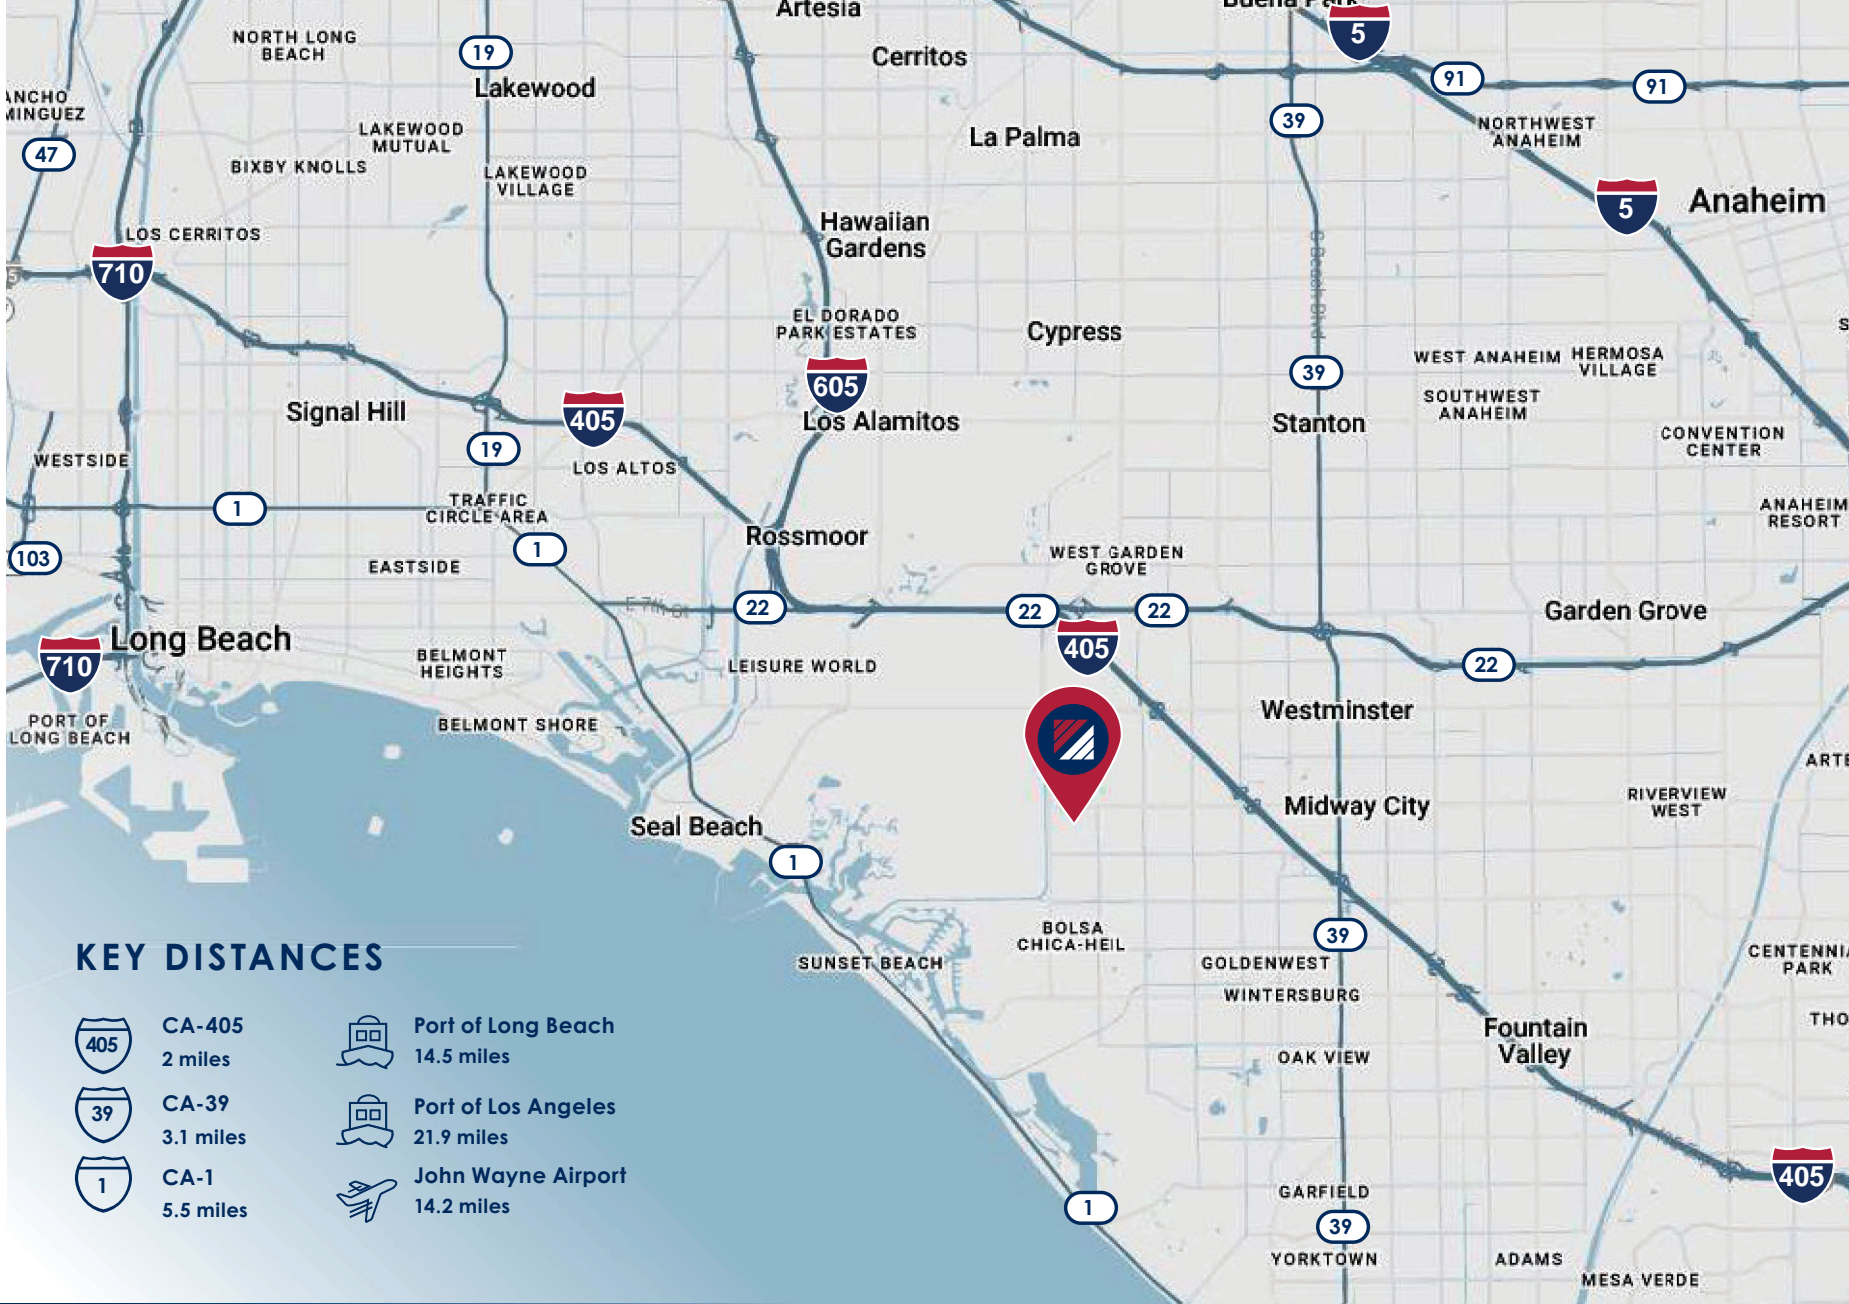 Artesia
Buena Park
5
NORTH LONG
BEACH
19
Cerritos
91
91
Lakewood
39
LAKEWOOD
MUTUAL
La Palma
NORTHWEST
ANAHEIM
47
BIXBY KNOLLS
LAKEWOOD
VILLAGE
5
Anaheim
LOS CERRITOS
Hawaiian
Gardens
710
S Beach Blvd
EL DORADO
PARK ESTATES
Cypress
WEST ANAHEIM
HERMOSA
VILLAGE
605
39
SOUTHWEST
ANAHEIM
Signal Hill
405
Los Alamitos
Stanton
CONVENTION
CENTER
19
WESTSIDE
LOS ALTOS
1
TRAFFIC
CIRCLE AREA
ANAHEIM
RESORT
103
1
Rossmoor
WEST GARDEN
GROVE
EASTSIDE
E 7th St
22
22
22
Garden Grove
Long Beach
710
BELMONT
HEIGHTS
LEISURE WORLD
405
22
PORT OF
LONG BEACH
BELMONT SHORE
Westminster
RIVERVIEW
WEST
Midway City
Seal Beach
1
BOLSA
CHICA-HEIL
39
SUNSET BEACH
GOLDENWEST
WINTERSBURG
PARK
Fountain
Valley
OAK VIEW
405
GARFIELD
1
39
YORKTOWN
ADAMS
MESA VERDE
KEY DISTANCES
405
CA-405
2 miles
39
CA-39
3.1 miles
1
CA-1
5.5 miles
Port of Long Beach
14.5 miles
Port of Los Angeles
21.9 miles
John Wayne Airport
14.2 miles